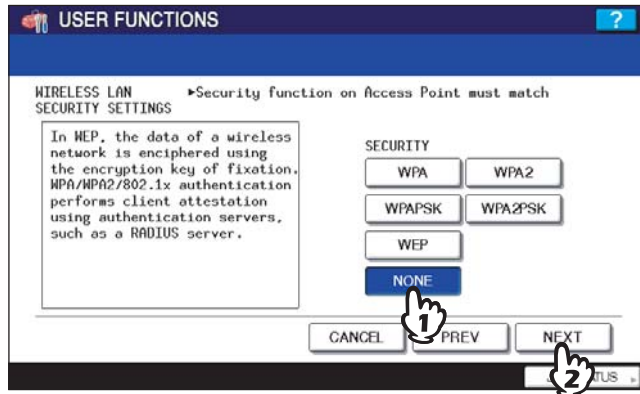 USER FUNCTIONS
?
WIRELESS LAN ▶Security function on Access Point must match
SECURITY SETTINGS
In WEP, the data of a wireless
network is enciphered using
the encryption key of fixation.
WPA/WPA2/802.1x authentication
performs client attestation
using authentication servers,
such as a RADIUS server.
SECURITY
WPA WPA2
WPAPSK WPA2PSK
WEP
NONE
1
CANCEL PREV NEXT
2